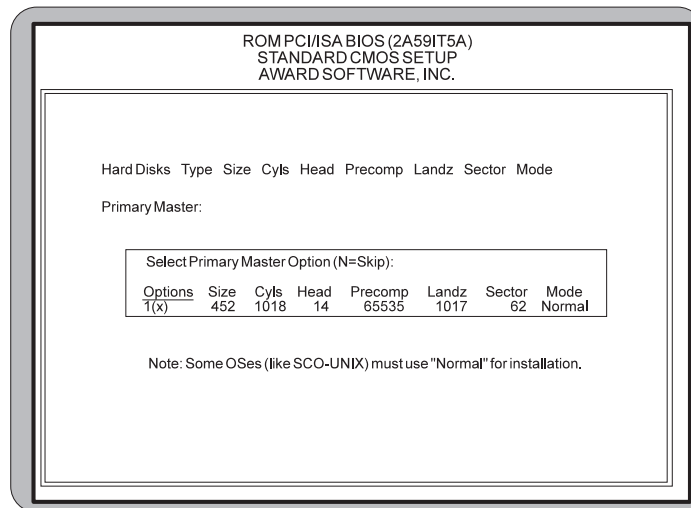 ROM PCI/ISA BIOS (2A59IT5A)
STANDARD CMOS SETUP
AWARD SOFTWARE, INC.
Hard Disks Type Size Cyls Head Precomp Landz Sector Mode
Primary Master:
Select Primary Master Option (N=Skip):
Options Size Cyls Head Precomp Landz Sector Mode
1(x) 452 1018 14 65535 1017 62 Normal
Note: Some OSes (like SCO-UNIX) must use "Normal" for installation.